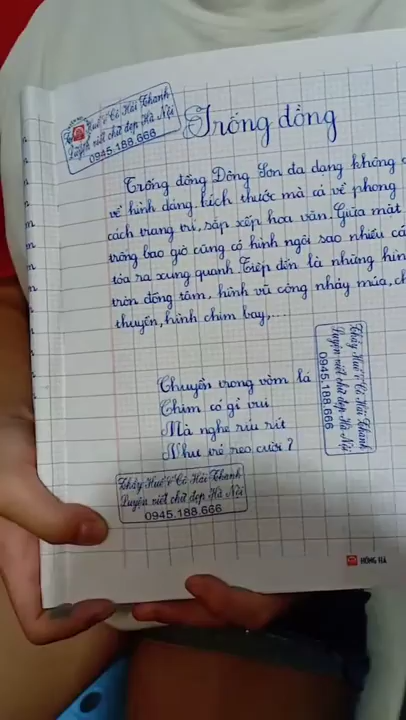 Thầy Huế & Cô Hải Thanh
Luyện viết chữ đẹp Hà Nội
0945.188.666
Trống đồng
Trống đồng Đông Sơn đa dạng không
về hình dáng, kích thước mà cả về phong
cách trang trí, sắp xếp hoa văn. Giữa mặt
trống bao giờ cũng có hình ngôi sao nhiều cá
tỏa ra xung quanh. Tiếp đến là những hìn
tròn đồng tâm, hình vũ công nhảy múa, ch
thuyền, hình chim bay,...
Chuyền trong vòm lá
Chim có gì vui
Mà nghe ríu rít
Như trẻ reo cười?
Thầy Huế & Cô Hải Thanh
Luyện viết chữ đẹp Hà Nội
0945.188.666
Thầy Huế & Cô Hải Thanh
Luyện viết chữ đẹp Hà Nội
0945.188.666
HỒNG HÀ